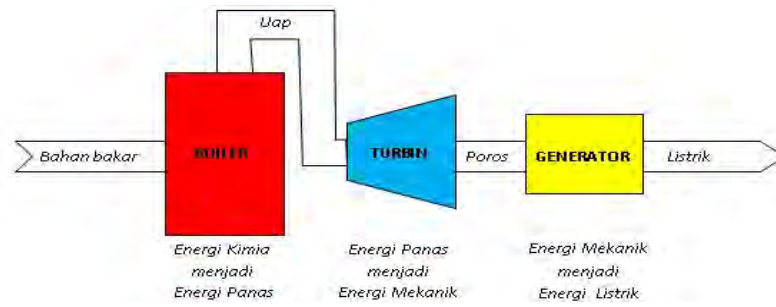 Uap
Bahan bakar
BOILER
TURBIN
Poros
GENERATOR
Listrik
Energi Kimia
menjadi
Energi Panas
Energi Panas
menjadi
Energi Mekanik
Energi Mekanik
menjadi
Energi Listrik